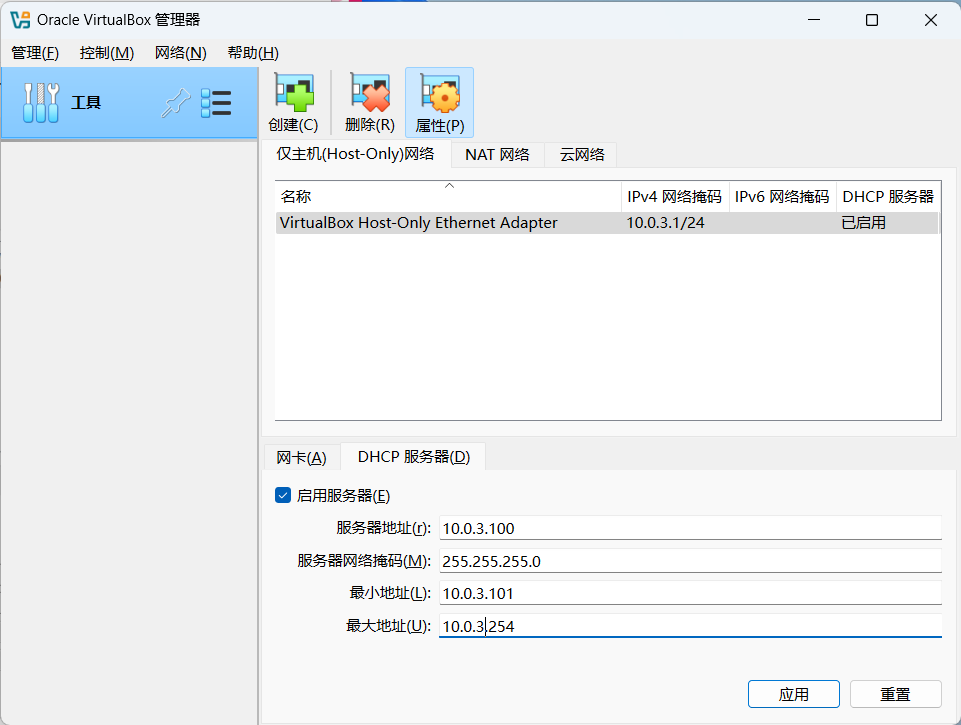 Oracle VirtualBox 管理器
管理(F) 控制(M) 网络(N) 帮助(H)
工具
创建(C) 删除(R) 属性(P)
仅主机(Host-Only)网络 NAT 网络 云网络
名称 IPv4 网络掩码 IPv6 网络掩码 DHCP 服务器
VirtualBox Host-Only Ethernet Adapter 10.0.3.1/24 已启用
网卡(A) DHCP 服务器(D)
启用服务器(E)
服务器地址(r): 10.0.3.100
服务器网络掩码(M): 255.255.255.0
最小地址(L): 10.0.3.101
最大地址(U): 10.0.3.254
应用 重置